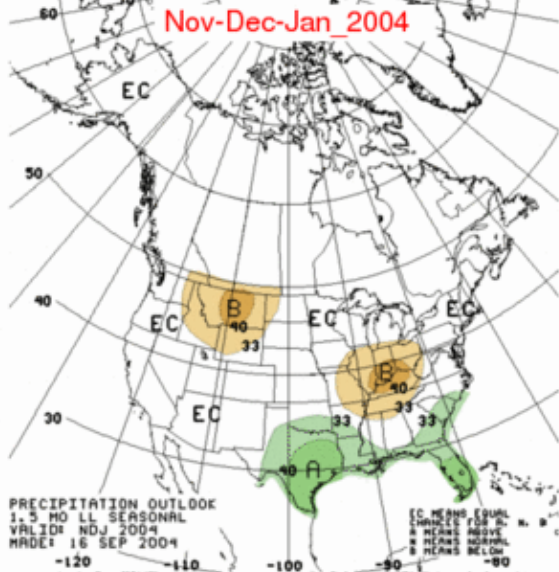 Nov-Dec-Jan_2004
60
EC
50
40
B
40
33
EC
EC
EC
B
40
33
EC
33
33
30
40
A
PRECIPITATION OUTLOOK
1.5 MO LL SEASONAL
VALID: NDJ 2004
MADE: 16 SEP 2004
EC MEANS EQUAL
CHANCES FOR A, N, B
A MEANS ABOVE
N MEANS NORMAL
B MEANS BELOW
-120
-110
-100
-90
-80